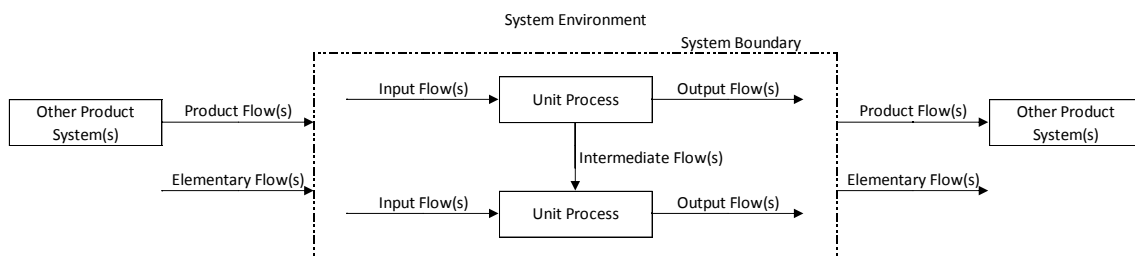 System Environment
System Boundary
Input Flow(s)
Unit Process
Output Flow(s)
Other Product
System(s)
Product Flow(s)
Product Flow(s)
Other Product
System(s)
Intermediate Flow(s)
Elementary Flow(s)
Elementary Flow(s)
Input Flow(s)
Unit Process
Output Flow(s)